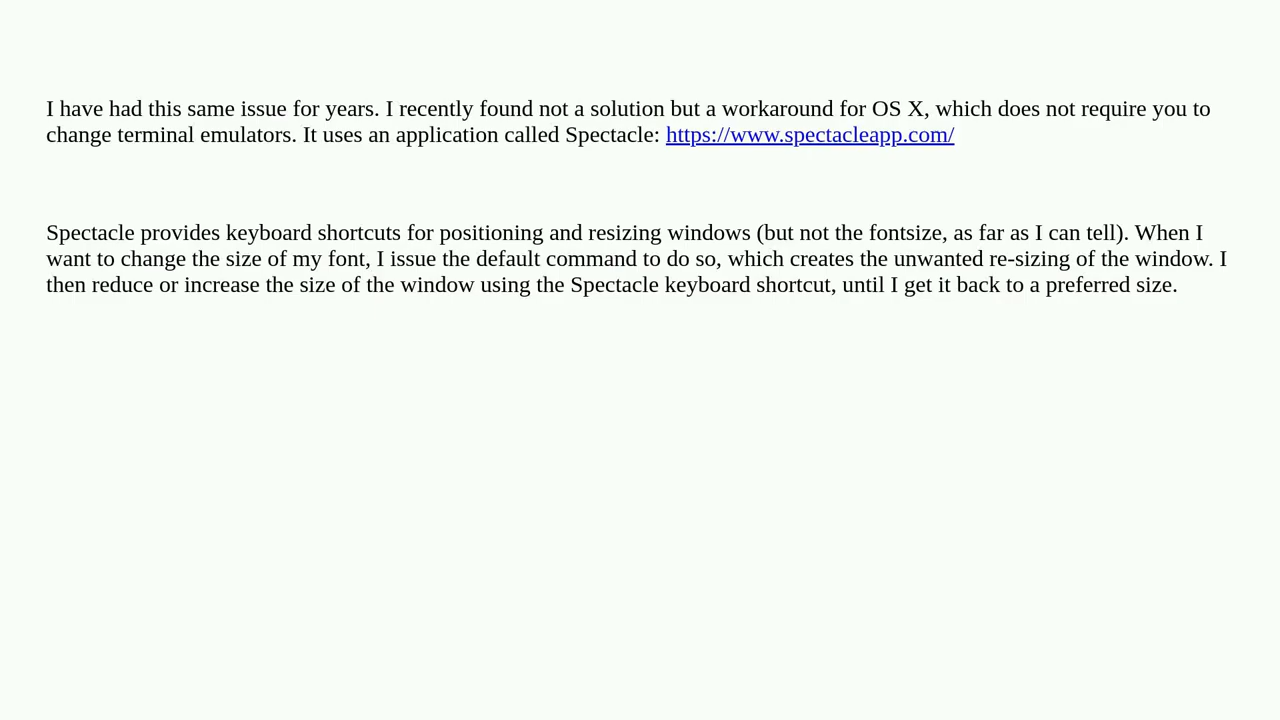 I have had this same issue for years. I recently found not a solution but a workaround for OS X, which does not require you to
change terminal emulators. It uses an application called Spectacle: https://www.spectacleapp.com/
Spectacle provides keyboard shortcuts for positioning and resizing windows (but not the fontsize, as far as I can tell). When I
want to change the size of my font, I issue the default command to do so, which creates the unwanted re-sizing of the window. I
then reduce or increase the size of the window using the Spectacle keyboard shortcut, until I get it back to a preferred size.